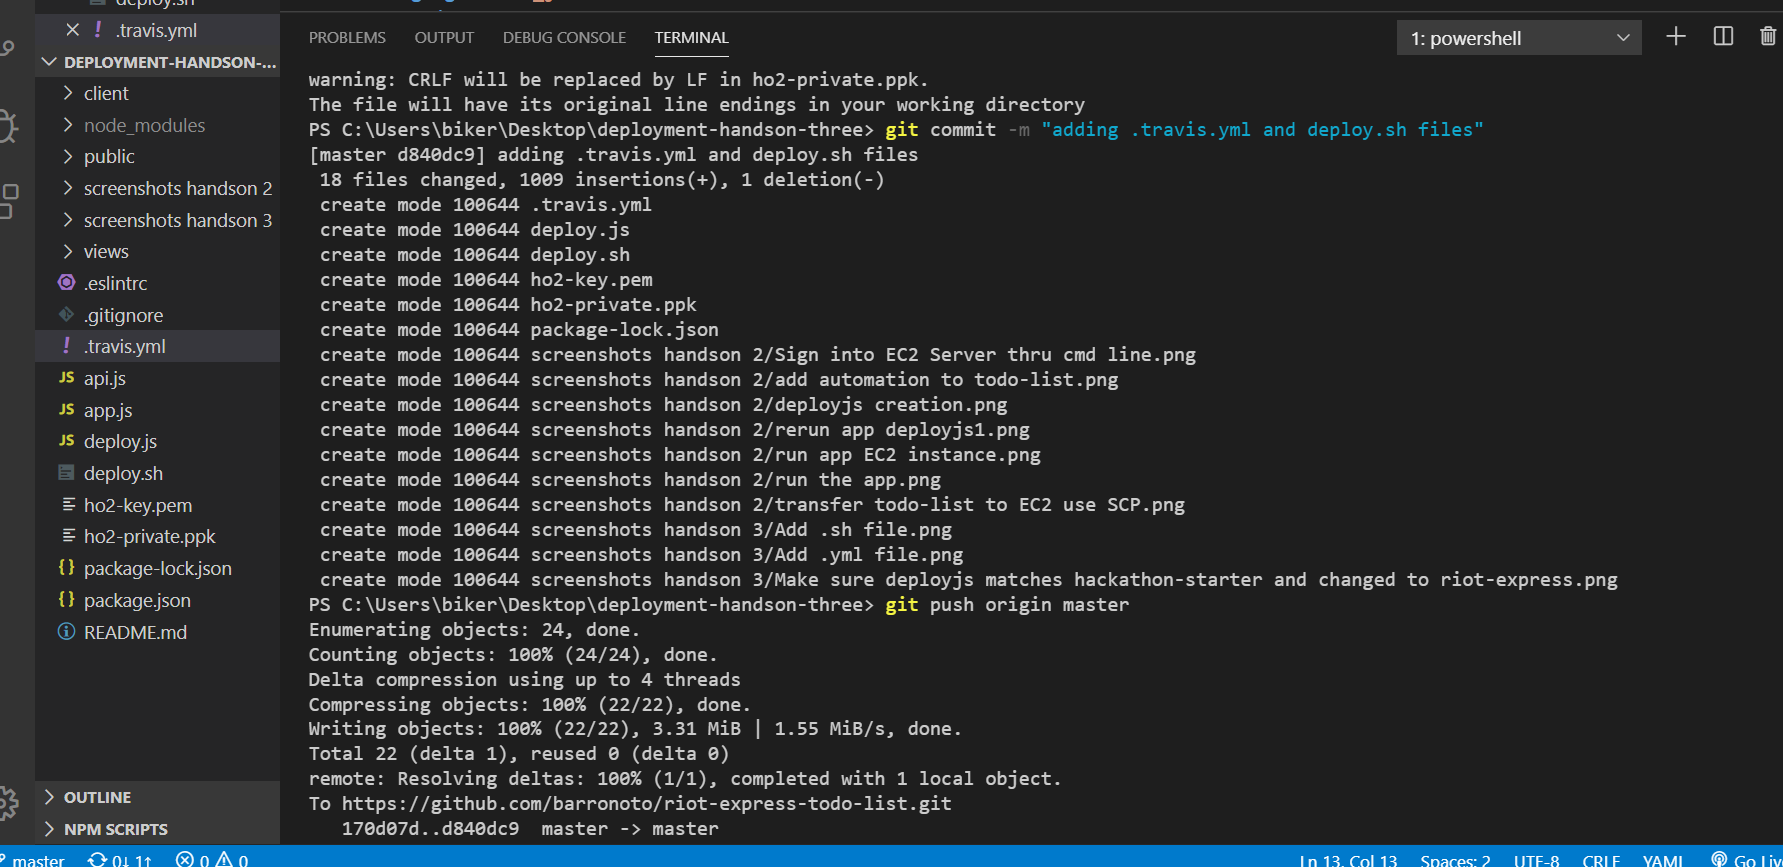 deploy.sh
.travis.yml
DEPLOYMENT-HANDSON-...
client
node_modules
public
screenshots handson 2
screenshots handson 3
views
.eslintrc
.gitignore
.travis.yml
JS api.js
JS app.js
JS deploy.js
deploy.sh
ho2-key.pem
ho2-private.ppk
{} package-lock.json
{} package.json
README.md
OUTLINE
NPM SCRIPTS
PROBLEMS OUTPUT DEBUG CONSOLE TERMINAL 1: powershell
warning: CRLF will be replaced by LF in ho2-private.ppk.
The file will have its original line endings in your working directory
PS C:\Users\biker\Desktop\deployment-handson-three> git commit -m "adding .travis.yml and deploy.sh files"
[master d840dc9] adding .travis.yml and deploy.sh files
18 files changed, 1009 insertions(+), 1 deletion(-)
create mode 100644 .travis.yml
create mode 100644 deploy.js
create mode 100644 deploy.sh
create mode 100644 ho2-key.pem
create mode 100644 ho2-private.ppk
create mode 100644 package-lock.json
create mode 100644 screenshots handson 2/Sign into EC2 Server thru cmd line.png
create mode 100644 screenshots handson 2/add automation to todo-list.png
create mode 100644 screenshots handson 2/deployjs creation.png
create mode 100644 screenshots handson 2/rerun app deployjs1.png
create mode 100644 screenshots handson 2/run app EC2 instance.png
create mode 100644 screenshots handson 2/run the app.png
create mode 100644 screenshots handson 2/transfer todo-list to EC2 use SCP.png
create mode 100644 screenshots handson 3/Add .sh file.png
create mode 100644 screenshots handson 3/Add .yml file.png
create mode 100644 screenshots handson 3/Make sure deployjs matches hackathon-starter and changed to riot-express.png
PS C:\Users\biker\Desktop\deployment-handson-three> git push origin master
Enumerating objects: 24, done.
Counting objects: 100% (24/24), done.
Delta compression using up to 4 threads
Compressing objects: 100% (22/22), done.
Writing objects: 100% (22/22), 3.31 MiB | 1.55 MiB/s, done.
Total 22 (delta 1), reused 0 (delta 0)
remote: Resolving deltas: 100% (1/1), completed with 1 local object.
To https://github.com/barronoto/riot-express-todo-list.git
170d07d..d840dc9 master -> master
master 0↓ 1↑ 0 0 Ln 13, Col 13 Spaces: 2 UTF-8 CRLF YAML Go Liv